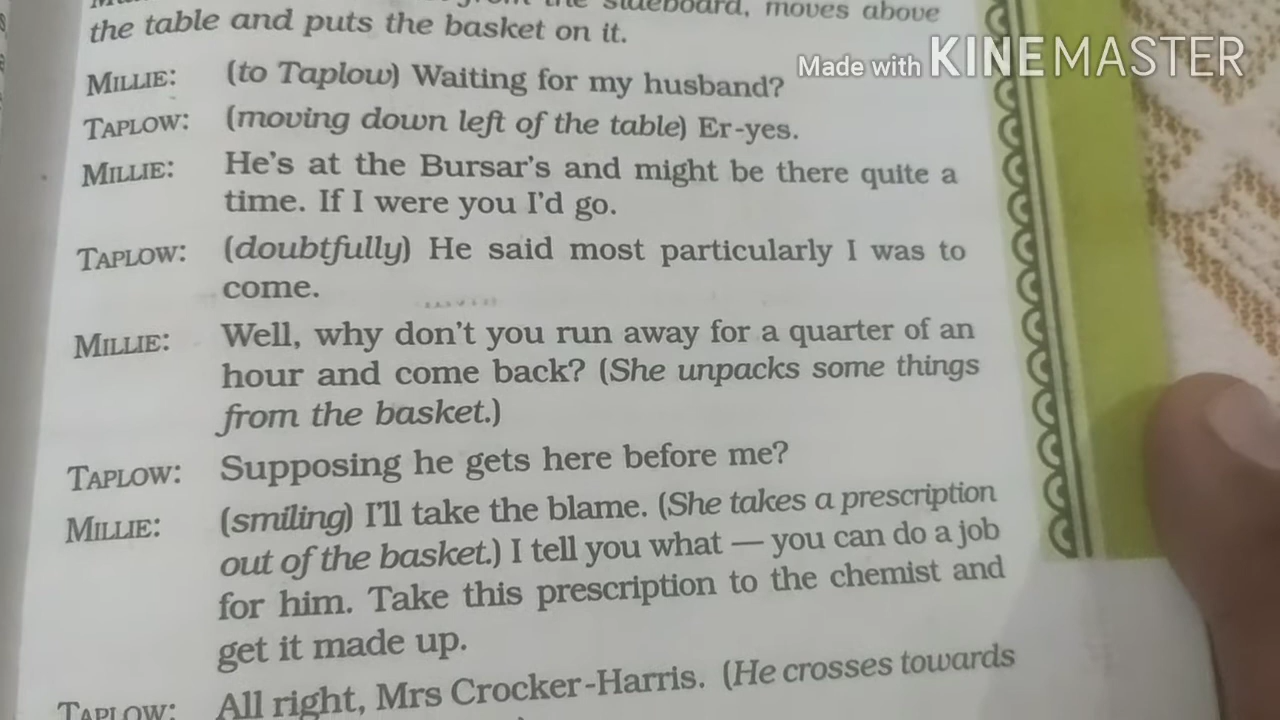 the sideboard, moves above
the table and puts the basket on it.
Made with KINEMASTER
MILLIE: (to Taplow) Waiting for my husband?
TAPLOW: (moving down left of the table) Er-yes.
MILLIE: He's at the Bursar's and might be there quite a
time. If I were you I'd go.
TAPLOW: (doubtfully) He said most particularly I was to
come.
MILLIE: Well, why don't you run away for a quarter of an
hour and come back? (She unpacks some things
from the basket.)
TAPLOW: Supposing he gets here before me?
MILLIE: (smiling) I'll take the blame. (She takes a prescription
out of the basket.) I tell you what — you can do a job
for him. Take this prescription to the chemist and
get it made up.
TAPLOW: All right, Mrs Crocker-Harris. (He crosses towards